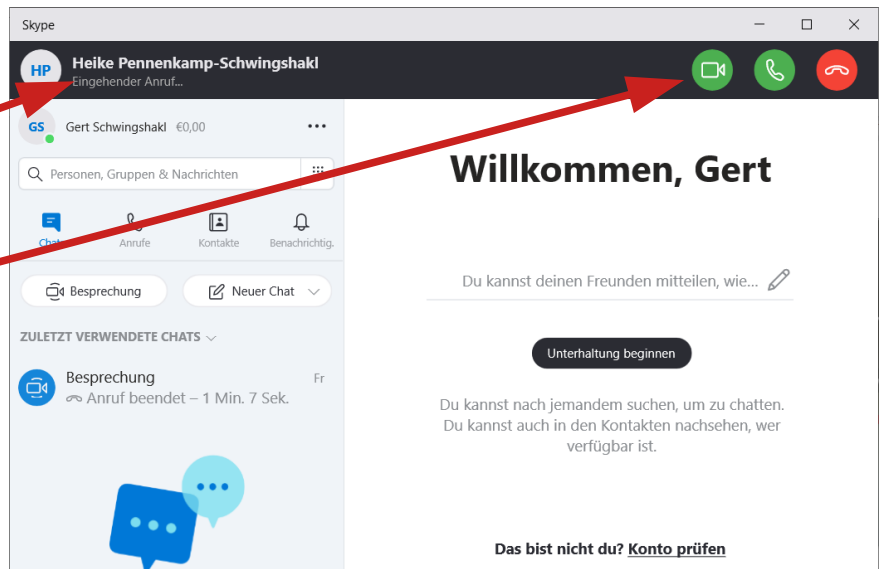 Skype
HP
Heike Pennenkamp-Schwingshakl
Eingehender Anruf...
GS Gert Schwingshakl €0,00
Personen, Gruppen & Nachrichten
Chats Anrufe Kontakte Benachrichtig.
Besprechung Neuer Chat
ZULETZT VERWENDETE CHATS
Besprechung Fr
Anruf beendet – 1 Min. 7 Sek.
Willkommen, Gert
Du kannst deinen Freunden mitteilen, wie...
Unterhaltung beginnen
Du kannst nach jemandem suchen, um zu chatten.
Du kannst auch in den Kontakten nachsehen, wer
verfügbar ist.
Das bist nicht du? Konto prüfen